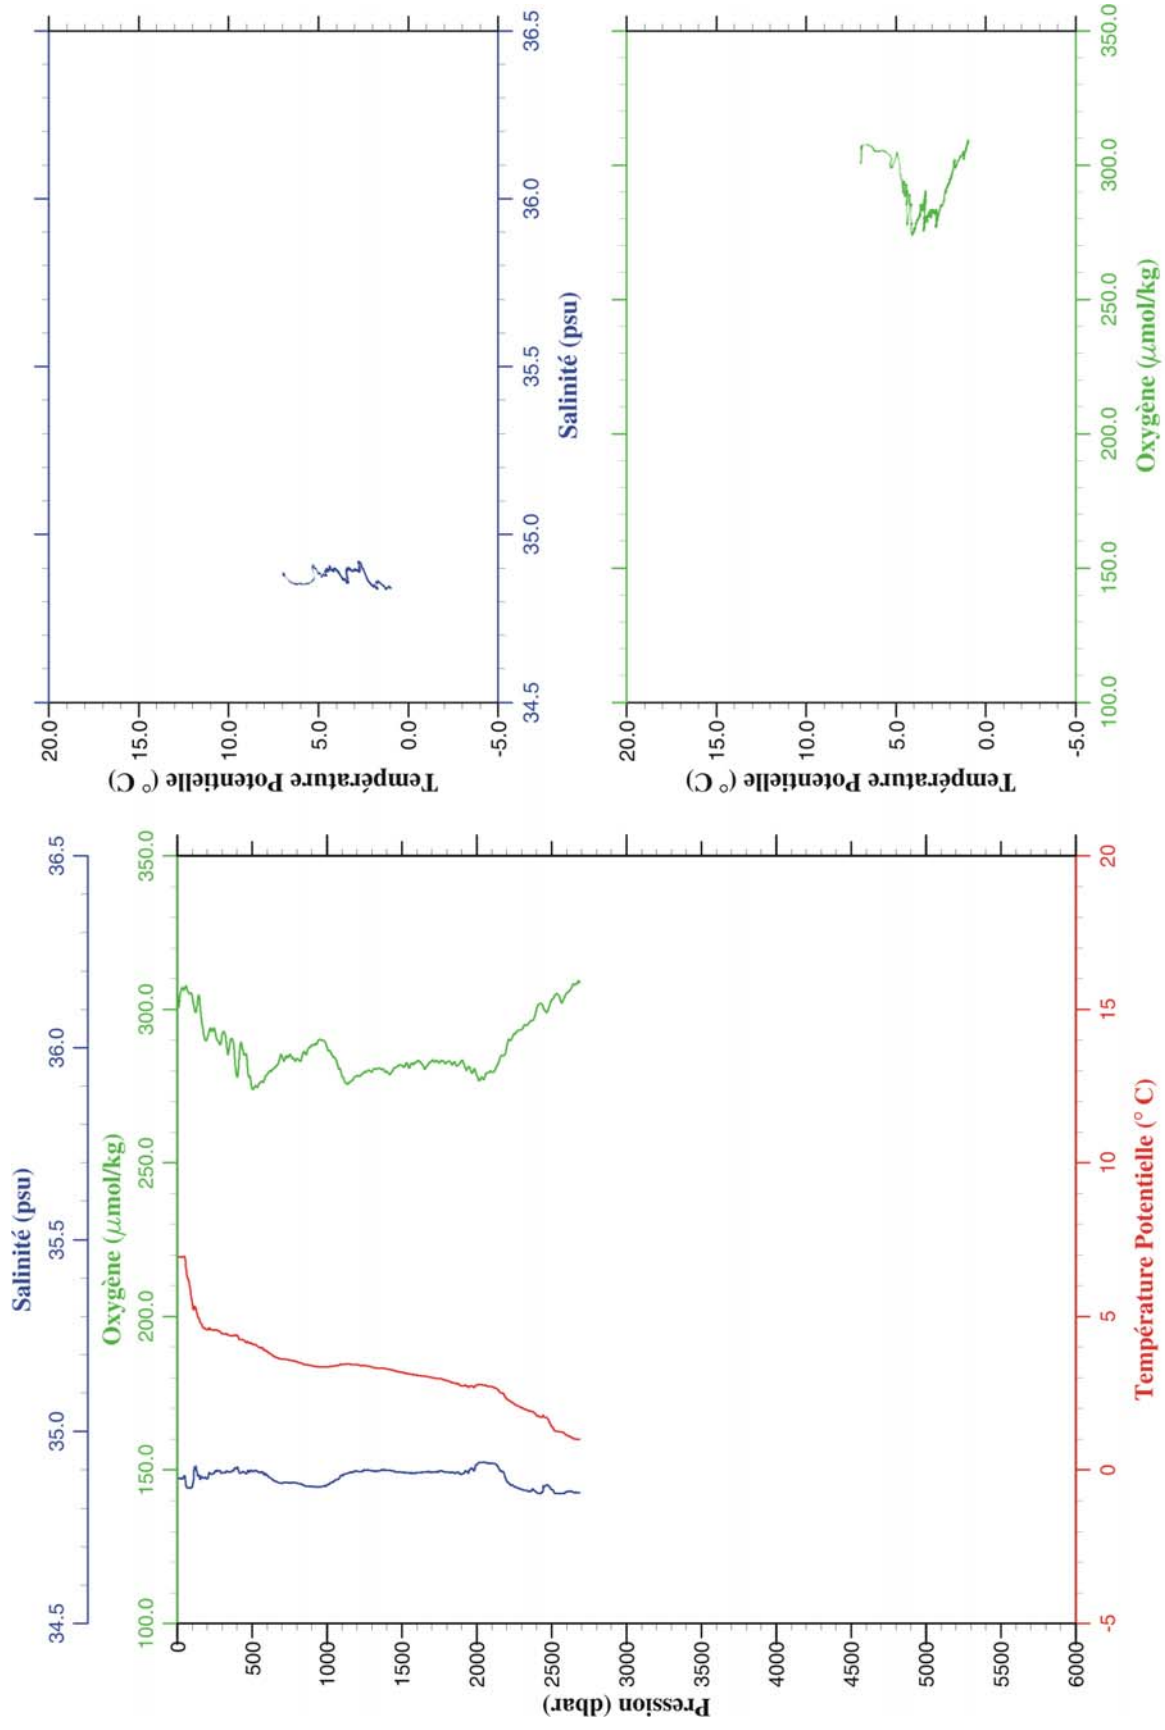 Salinité (psu)
34.5 35.0 35.5 36.0 36.5
Oxygène (μmol/kg)
100.0 150.0 200.0 250.0 300.0 350.0
Pression (dbar)
0
500
1000
1500
2000
2500
3000
3500
4000
4500
5000
5500
6000
-5 0 5 10 15 20
Température Potentielle (° C)
Température Potentielle (° C)
20.0
15.0
10.0
5.0
0.0
-5.0
34.5 35.0 35.5 36.0 36.5
Salinité (psu)
Température Potentielle (° C)
20.0
15.0
10.0
5.0
0.0
-5.0
100.0 150.0 200.0 250.0 300.0 350.0
Oxygène (μmol/kg)